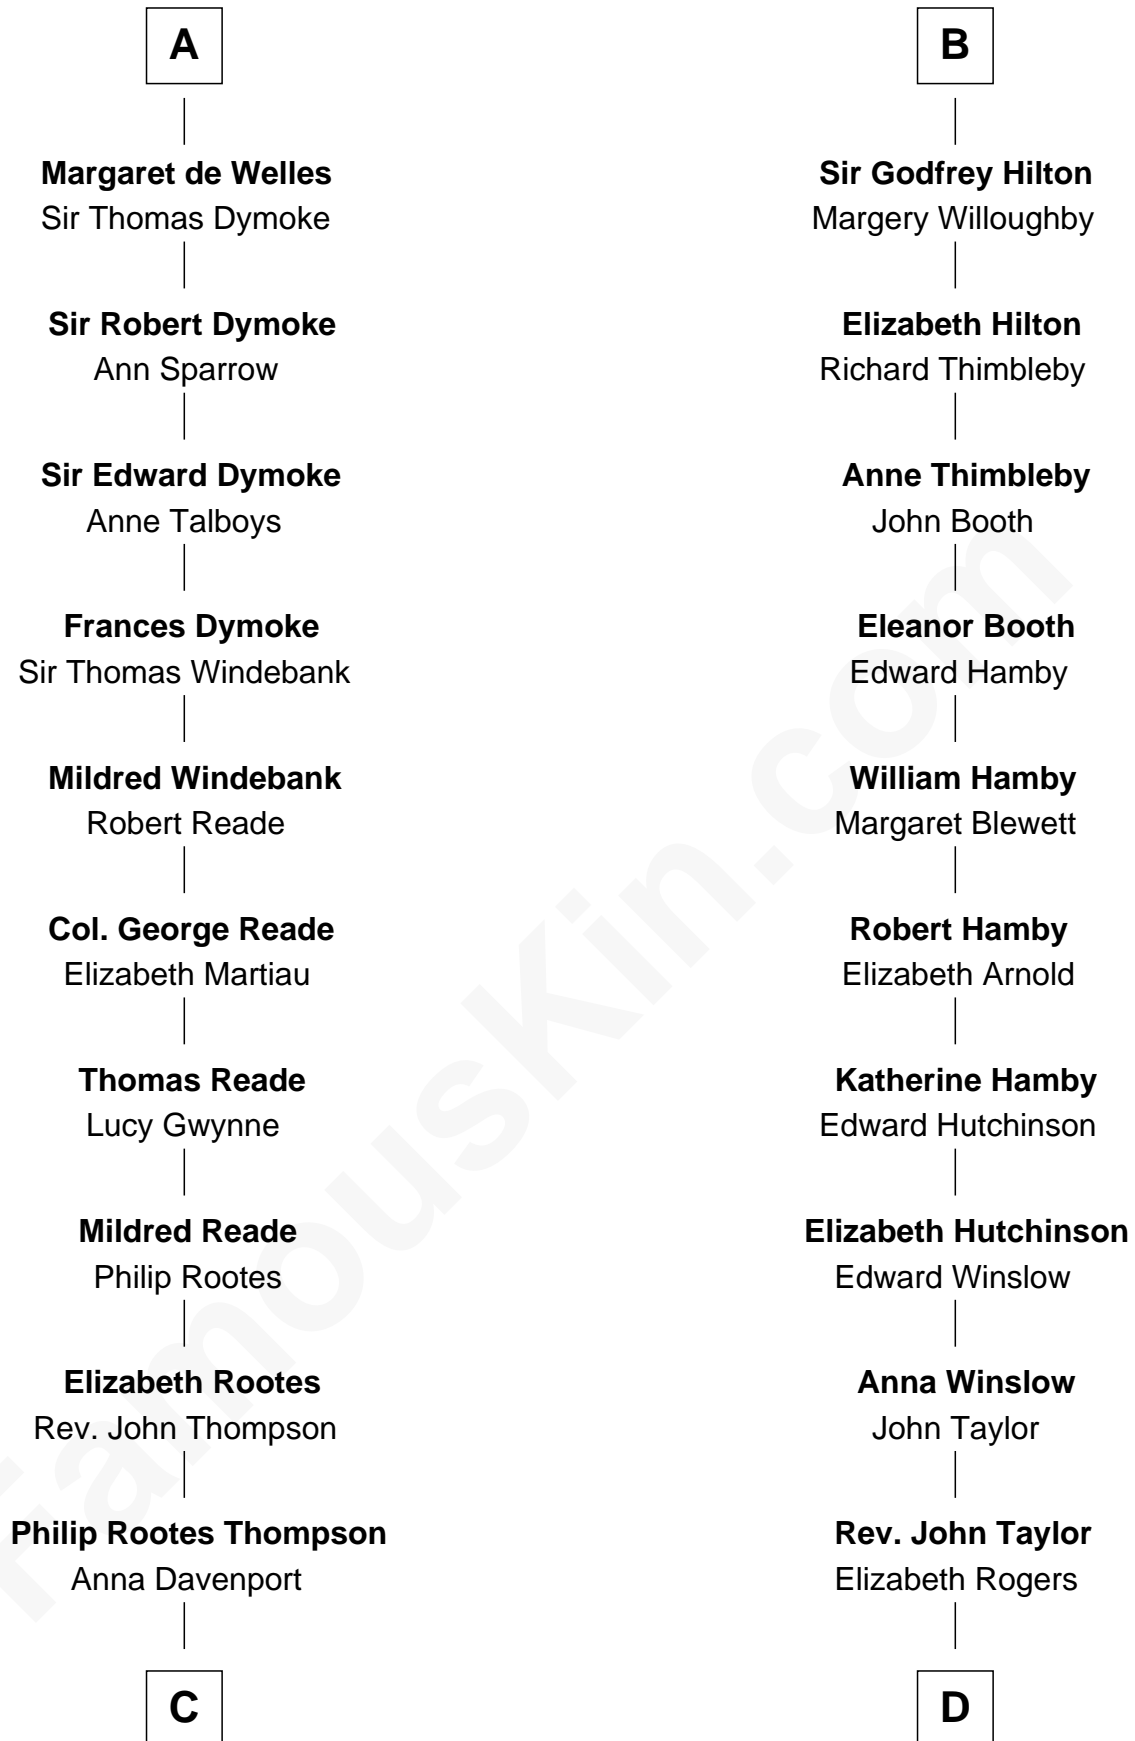 A
Margaret de Welles
Sir Thomas Dymoke
Sir Robert Dymoke
Ann Sparrow
Sir Edward Dymoke
Anne Talboys
Frances Dymoke
Sir Thomas Windebank
Mildred Windebank
Robert Reade
Col. George Reade
Elizabeth Martiau
Thomas Reade
Lucy Gwynne
Mildred Reade
Philip Rootes
Elizabeth Rootes
Rev. John Thompson
Philip Rootes Thompson
Anna Davenport
C
B
Sir Godfrey Hilton
Margery Willoughby
Elizabeth Hilton
Richard Thimbleby
Anne Thimbleby
John Booth
Eleanor Booth
Edward Hamby
William Hamby
Margaret Blewett
Robert Hamby
Elizabeth Arnold
Katherine Hamby
Edward Hutchinson
Elizabeth Hutchinson
Edward Winslow
Anna Winslow
John Taylor
Rev. John Taylor
Elizabeth Rogers
D
FamousKin.com